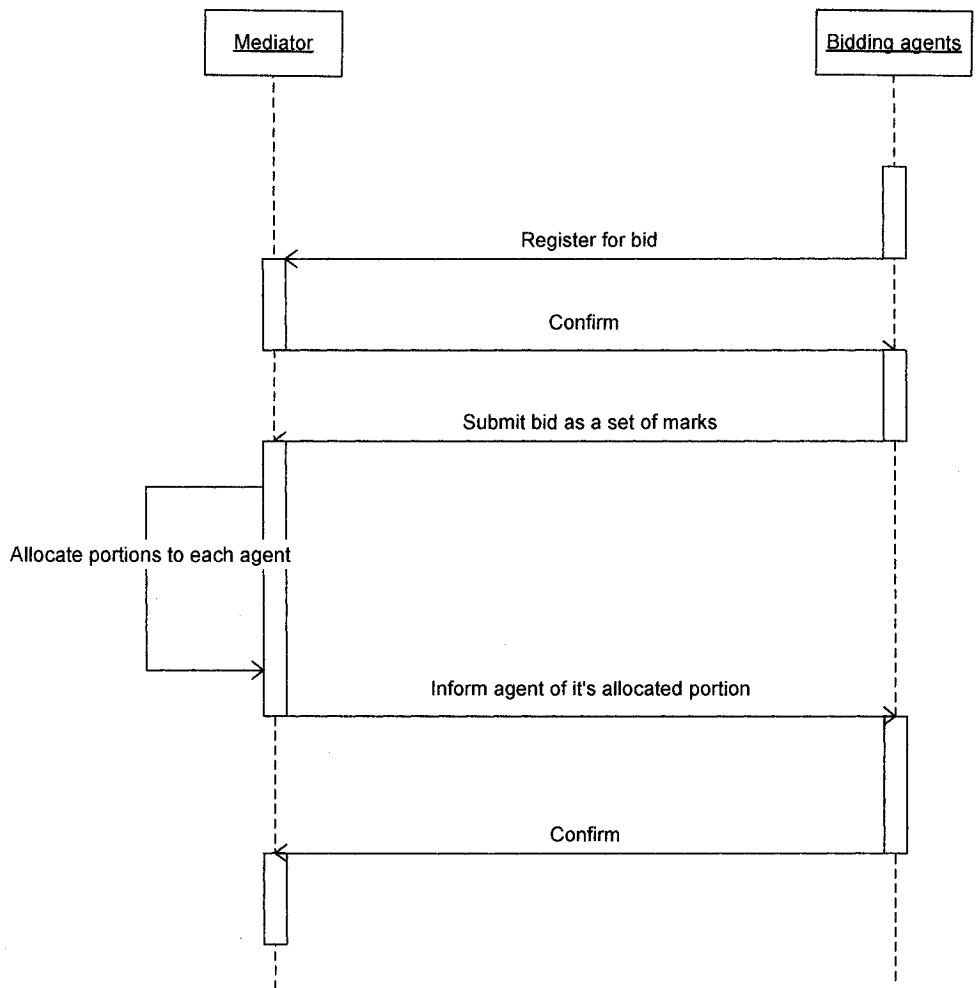 Mediator
Bidding agents
Register for bid
Confirm
Submit bid as a set of marks
Allocate portions to each agent
Inform agent of it's allocated portion
Confirm